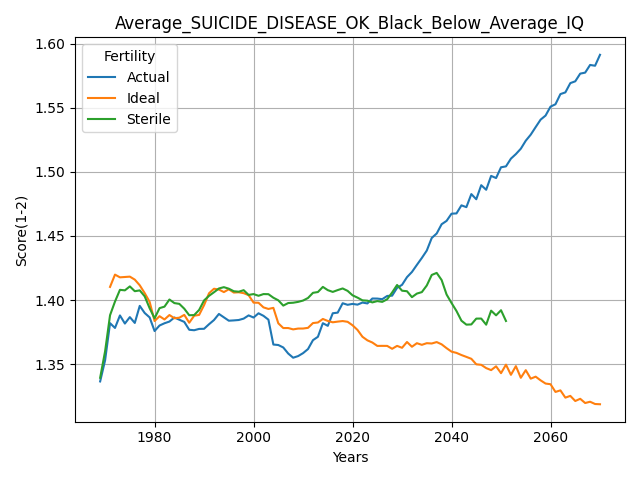 Average_SUICIDE_DISEASE_OK_Black_Below_Average_IQ
Fertility
Actual
Ideal
Sterile
Score(1-2)
1.60
1.55
1.50
1.45
1.40
1.35
1980
2000
2020
2040
2060
Years